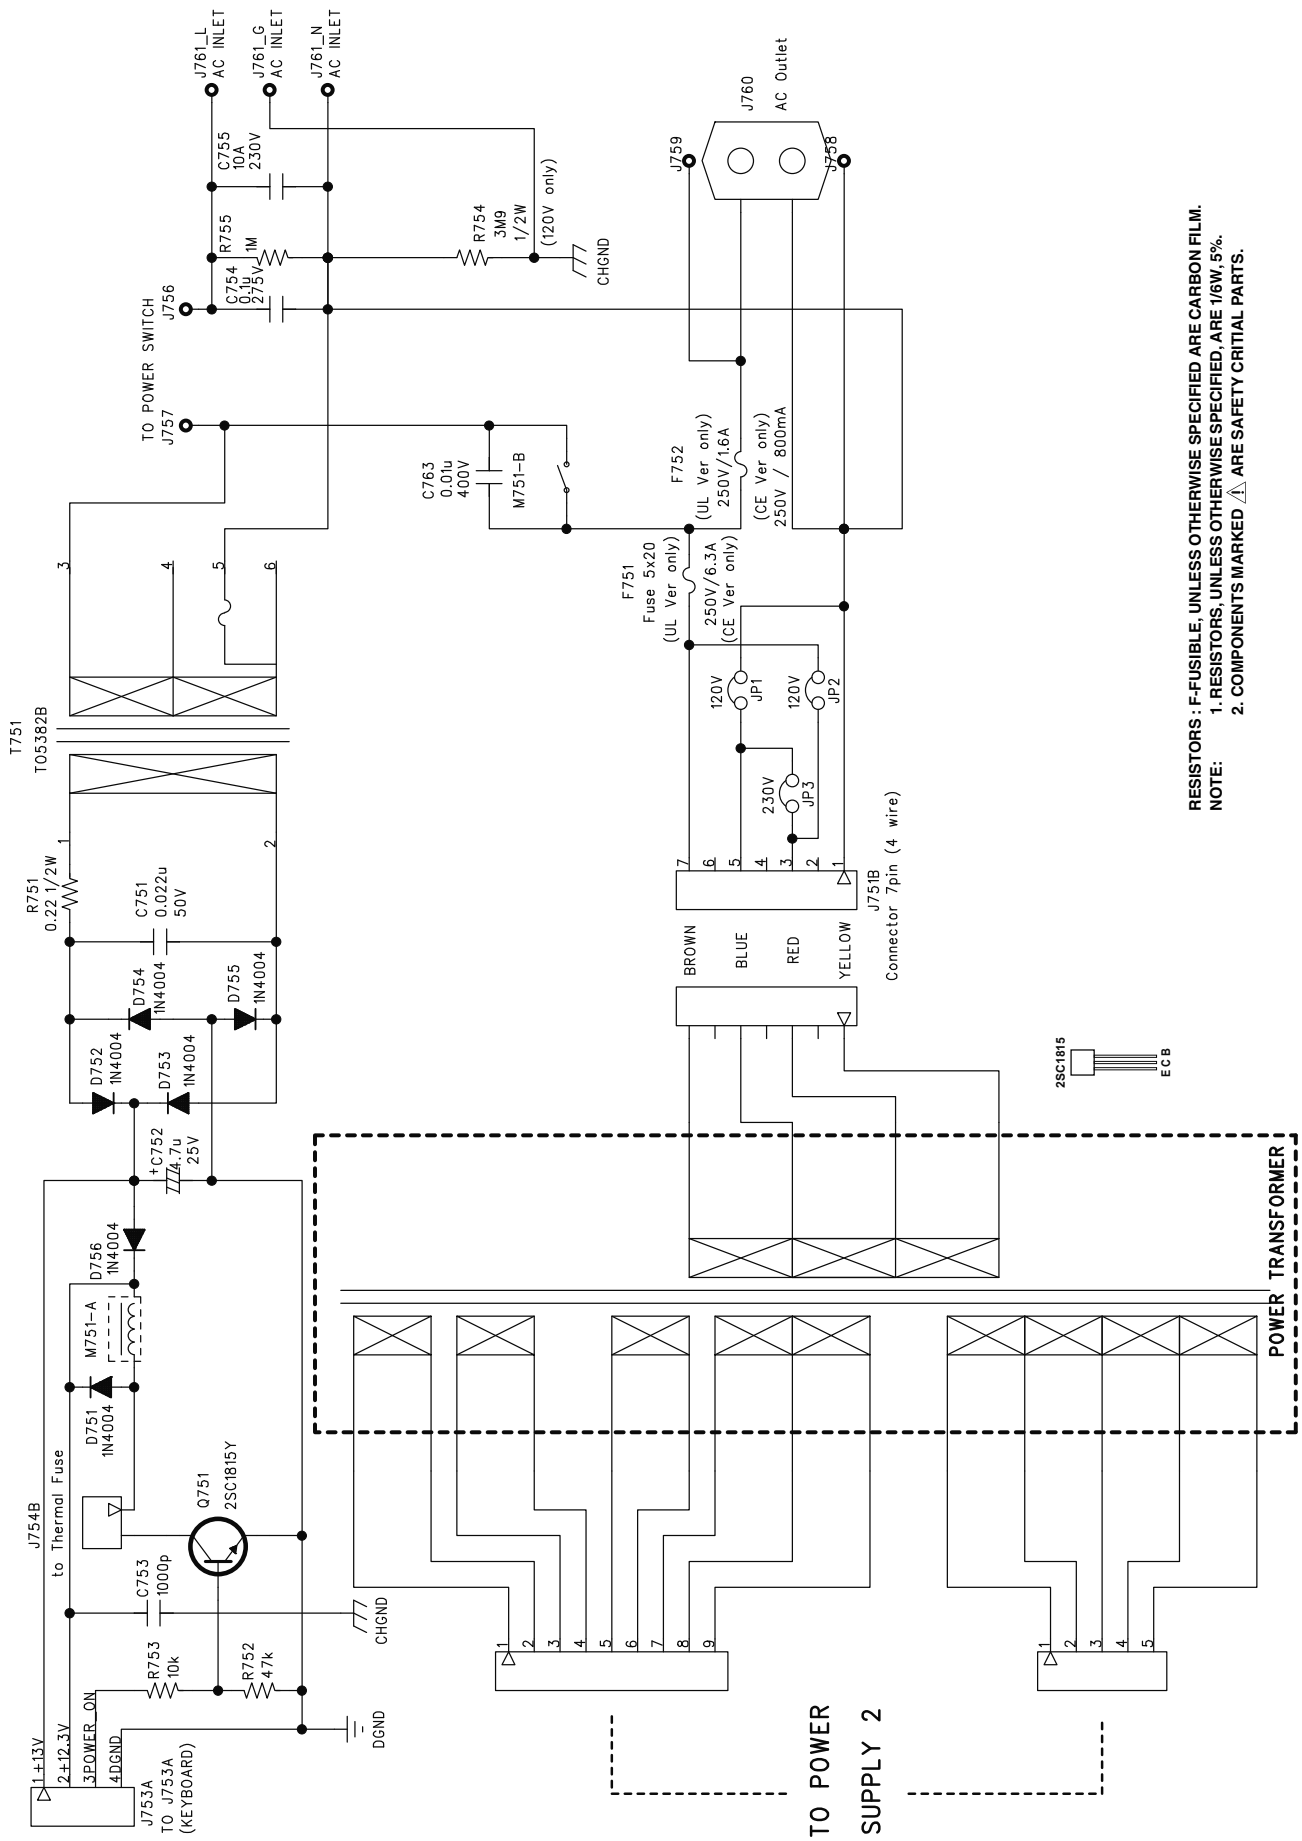 J761_L
AC INLET
J761_G
AC INLET
J761_N
AC INLET
C755
10A
230V
R755
1M
C754
0.1u
275V
R754
3M9
1/2W
(120V only)
CHGND
TO POWER SWITCH
J757
J756
J759
J760
AC Outlet
J758
C763
0.01u
400V
M751-B
F752
(UL Ver only)
250V/1.6A
(CE Ver only)
250V / 800mA
F751
Fuse 5x20
(UL Ver only)
250V/6.3A
(CE Ver only)
3
4
5
6
T751
TO5382B
1
2
R751
0.22 1/2W
C751
0.022u
50V
D754
1N4004
D755
1N4004
D752
1N4004
D753
1N4004
+C752
4.7u
25V
D756
1N4004
M751-A
D751
1N4004
J754B
to Thermal Fuse
Q751
2SC1815Y
C753
1000p
CHGND
R753
10k
R752
47k
DGND
1+13V
2+12.3V
3POWER_ON
4DGND
J753A
TO J753A
(KEYBOARD)
120V
JP1
120V
JP2
230V
JP3
7
6
5
4
3
2
1
J751B
Connector 7pin (4 wire)
BROWN
BLUE
RED
YELLOW
2SC1815
E C B
POWER TRANSFORMER
1
2
3
4
5
6
7
8
9
1
2
3
4
5
TO POWER
SUPPLY 2
RESISTORS : F-FUSIBLE, UNLESS OTHERWISE SPECIFIED ARE CARBON FILM.
NOTE: 1. RESISTORS, UNLESS OTHERWISE SPECIFIED, ARE 1/6W, 5%.
2. COMPONENTS MARKED ⚠ ARE SAFETY CRITIAL PARTS.